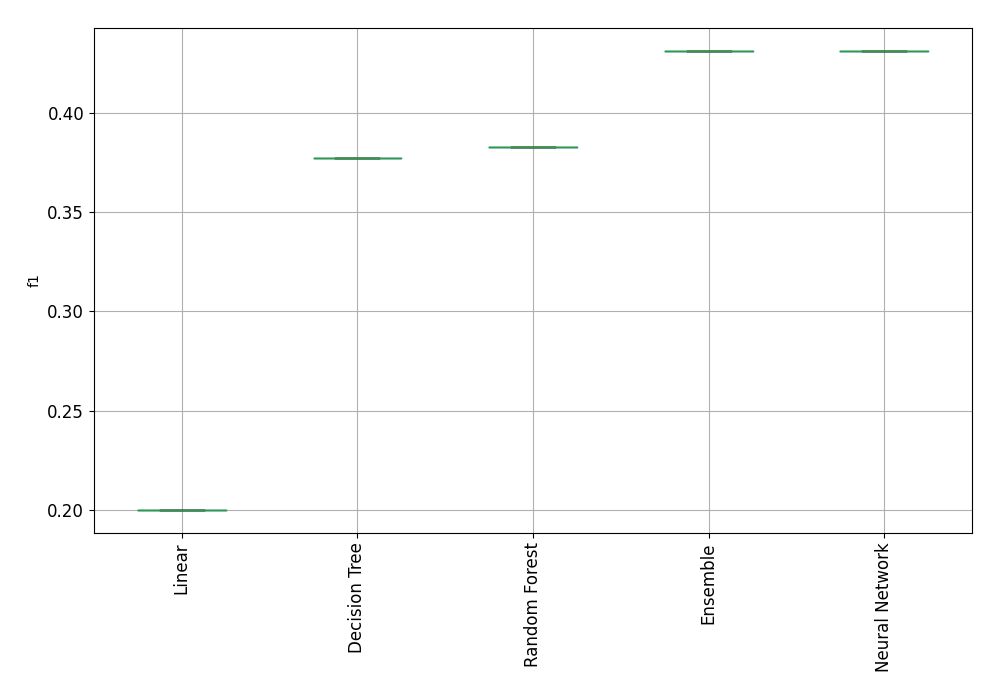 0.40
0.35
0.30
0.25
0.20
f1
Linear
Decision Tree
Random Forest
Ensemble
Neural Network